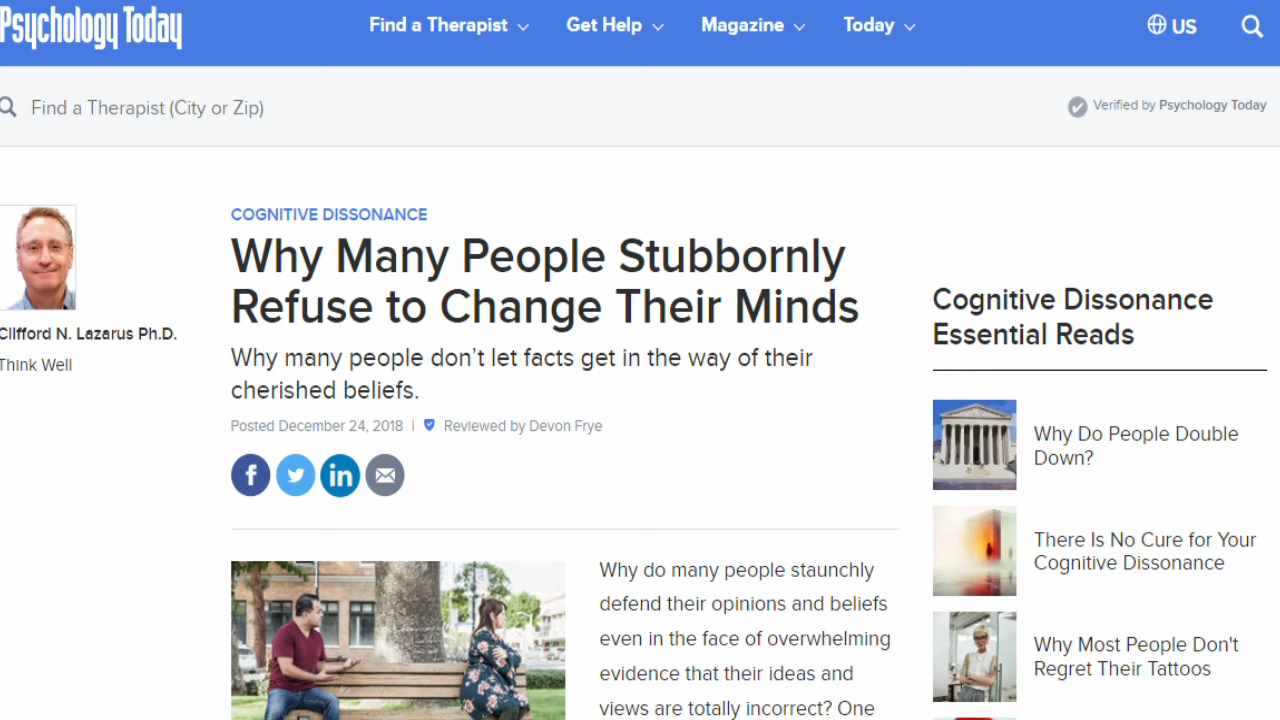 Psychology Today
Find a Therapist
Get Help
Magazine
Today
US
Find a Therapist (City or Zip)
Verified by Psychology Today
Clifford N. Lazarus Ph.D.
Think Well
COGNITIVE DISSONANCE
Why Many People Stubbornly
Refuse to Change Their Minds
Why many people don’t let facts get in the way of their
cherished beliefs.
Posted December 24, 2018 | Reviewed by Devon Frye
f
in
Why do many people staunchly
defend their opinions and beliefs
even in the face of overwhelming
evidence that their ideas and
views are totally incorrect? One
Cognitive Dissonance
Essential Reads
Why Do People Double
Down?
There Is No Cure for Your
Cognitive Dissonance
Why Most People Don't
Regret Their Tattoos